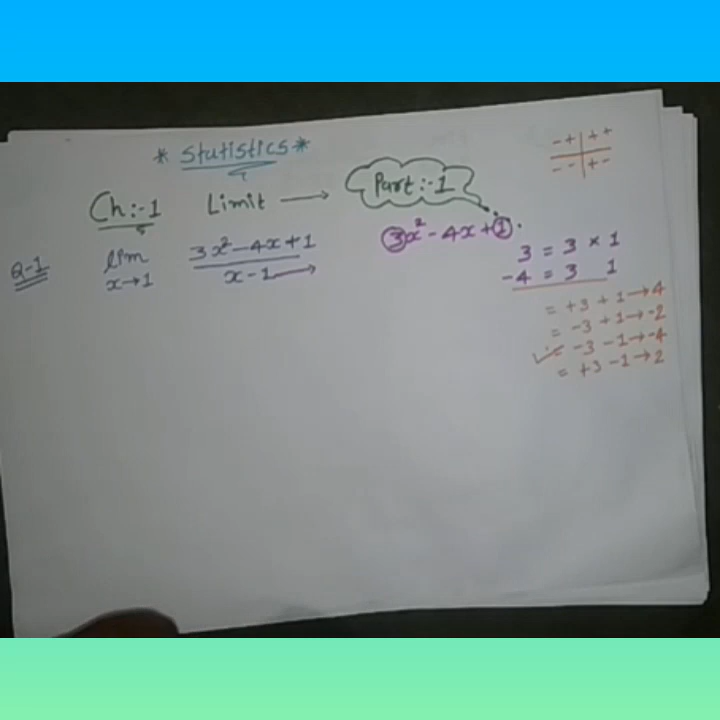 * Statistics *
Ch:-1 Limit → Part:-1
Q-1 lim x→1 3x²-4x+1 / x-1 →
3x²-4x+1.
-+ ++
-- +-
3 = 3 × 1
-4 = 3 1
= +3 +1→4
= -3 +1→-2
✓= -3 -1→-4
= +3 -1→2